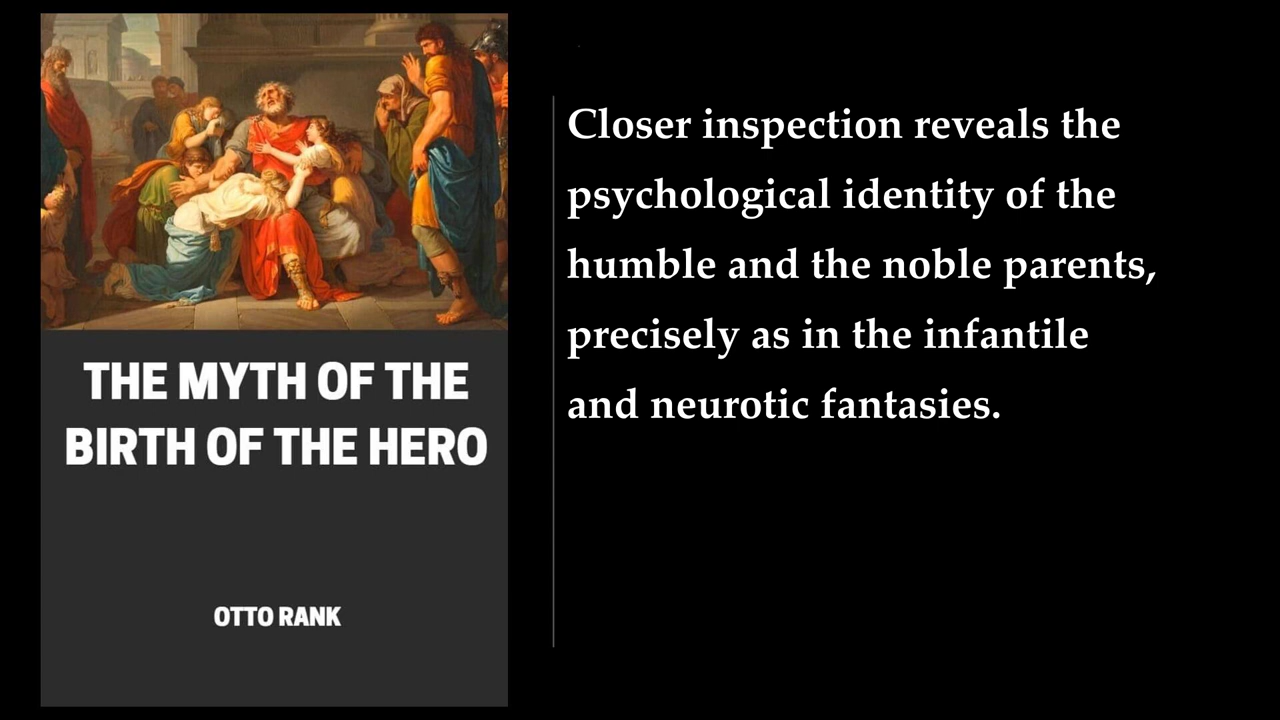 THE MYTH OF THE
BIRTH OF THE HERO
OTTO RANK
Closer inspection reveals the
psychological identity of the
humble and the noble parents,
precisely as in the infantile
and neurotic fantasies.